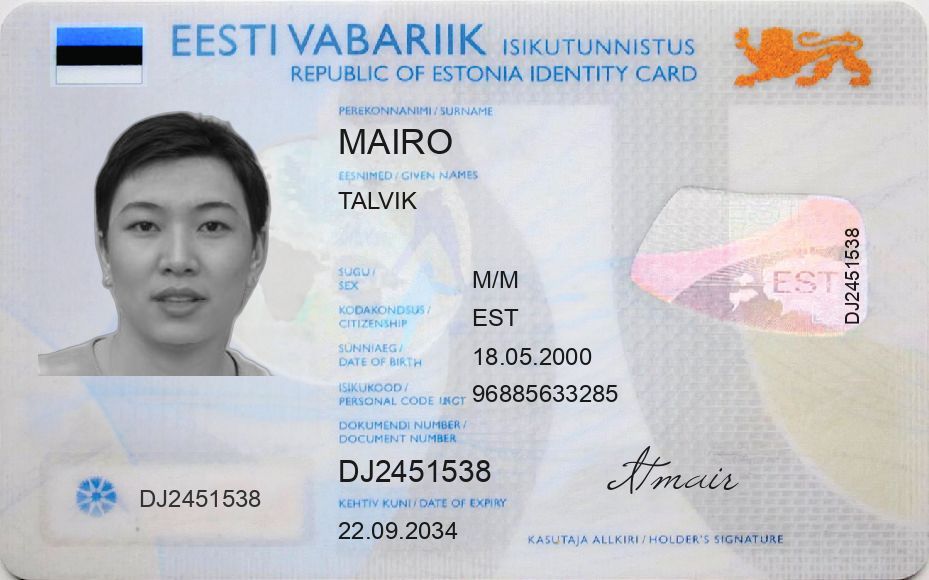 EESTI VABARIIK ISIKUTUNNISTUS
REPUBLIC OF ESTONIA IDENTITY CARD
PEREKONNANIMI / SURNAME
MAIRO
EESNIMED / GIVEN NAMES
TALVIK
SUGU /
SEX
M/M
KODAKONDSUS /
CITIZENSHIP
EST
SÜNNIAEG /
DATE OF BIRTH
18.05.2000
ISIKUKOOD /
PERSONAL CODE
96885633285
DOKUMENDI NUMBER /
DOCUMENT NUMBER
DJ2451538
KEHTIV KUNI / DATE OF EXPIRY
22.09.2034
DJ2451538
EST
DJ2451538
KASUTAJA ALLKIRI / HOLDER'S SIGNATURE